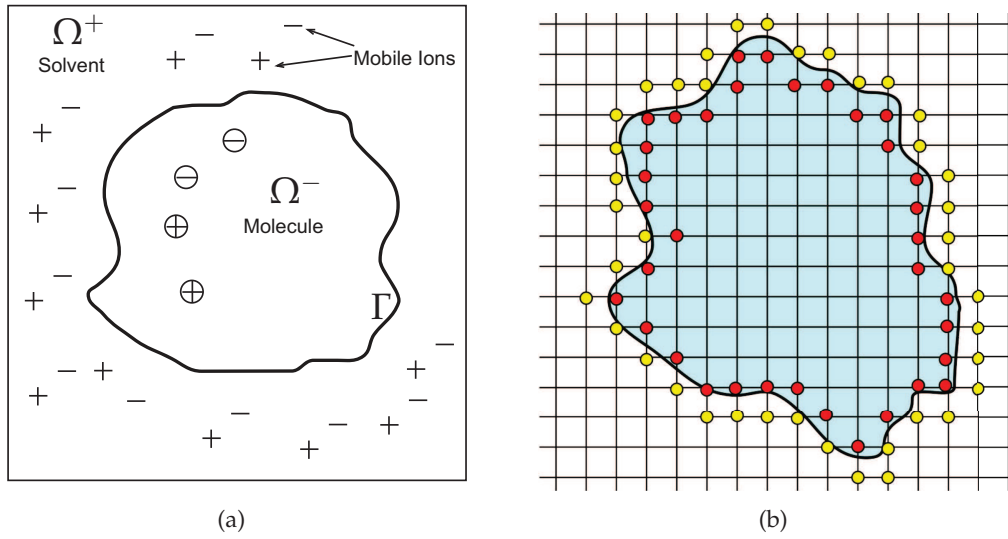 Ω⁺
Solvent
Mobile Ions
Ω⁻
Molecule
Γ
(a)
(b)